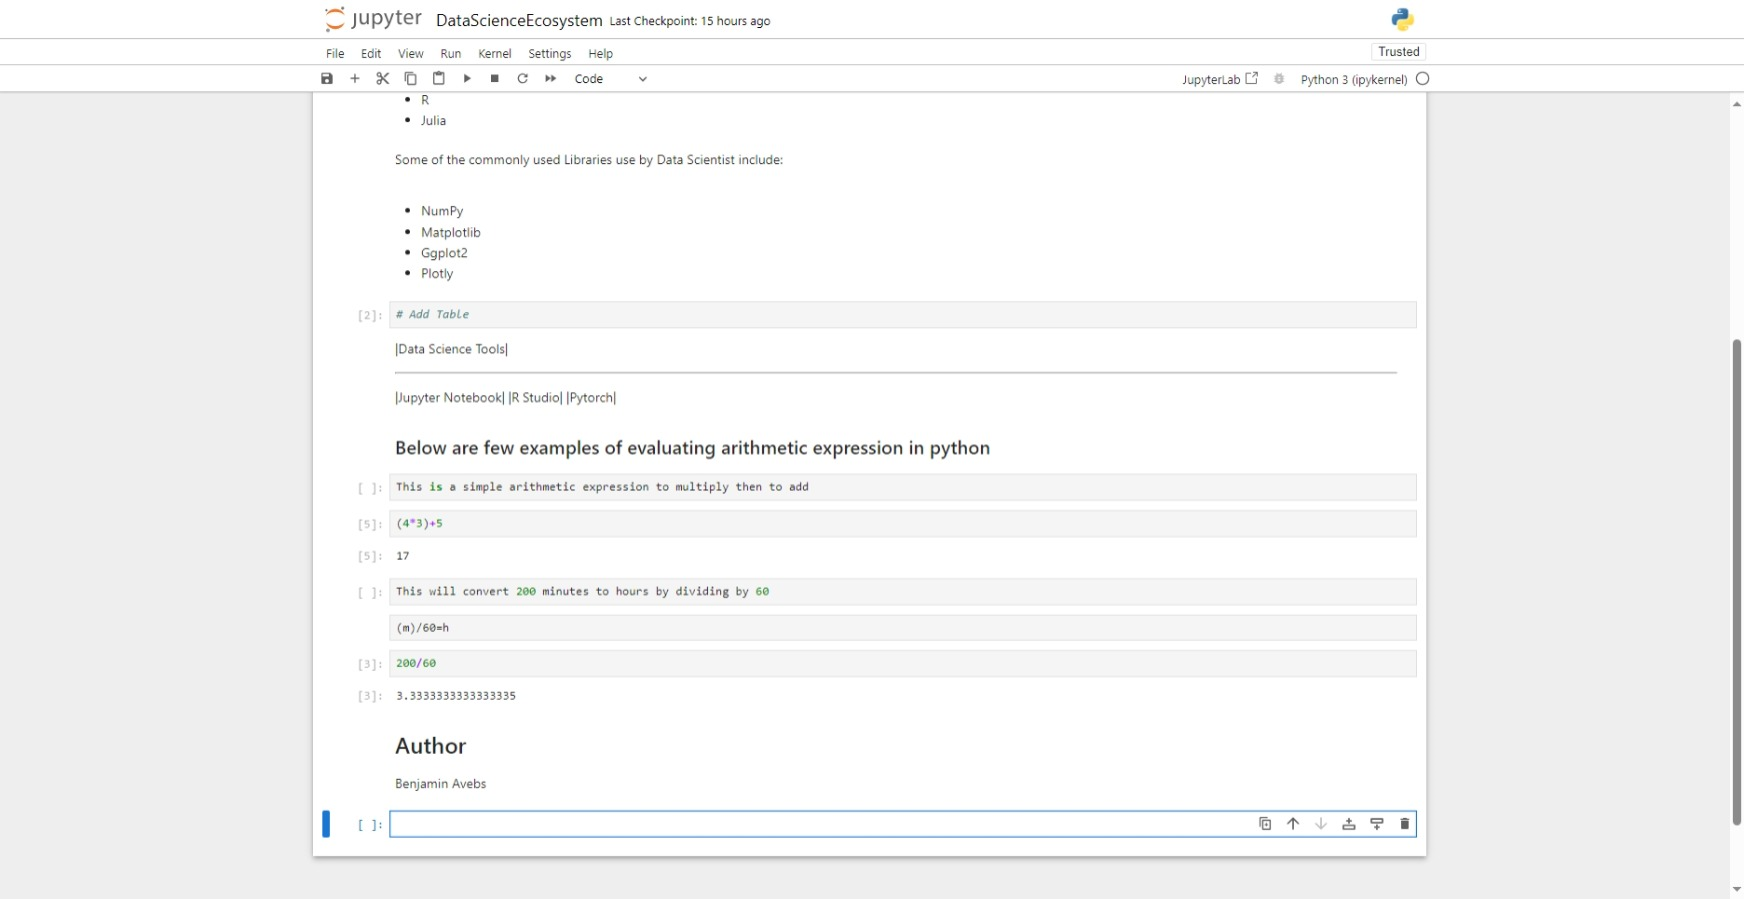 jupyter DataScienceEcosystem Last Checkpoint: 15 hours ago
File Edit View Run Kernel Settings Help
Trusted
Code
JupyterLab Python 3 (ipykernel)
• R
• Julia
Some of the commonly used Libraries use by Data Scientist include:
• NumPy
• Matplotlib
• Ggplot2
• Plotly
[2]: # Add Table
|Data Science Tools|
|Jupyter Notebook| |R Studio| |Pytorch|
Below are few examples of evaluating arithmetic expression in python
[ ]: This is a simple arithmetic expression to multiply then to add
[5]: (4*3)+5
[5]: 17
[ ]: This will convert 200 minutes to hours by dividing by 60
(m)/60=h
[3]: 200/60
[3]: 3.3333333333333335
Author
Benjamin Avebs
[ ]: